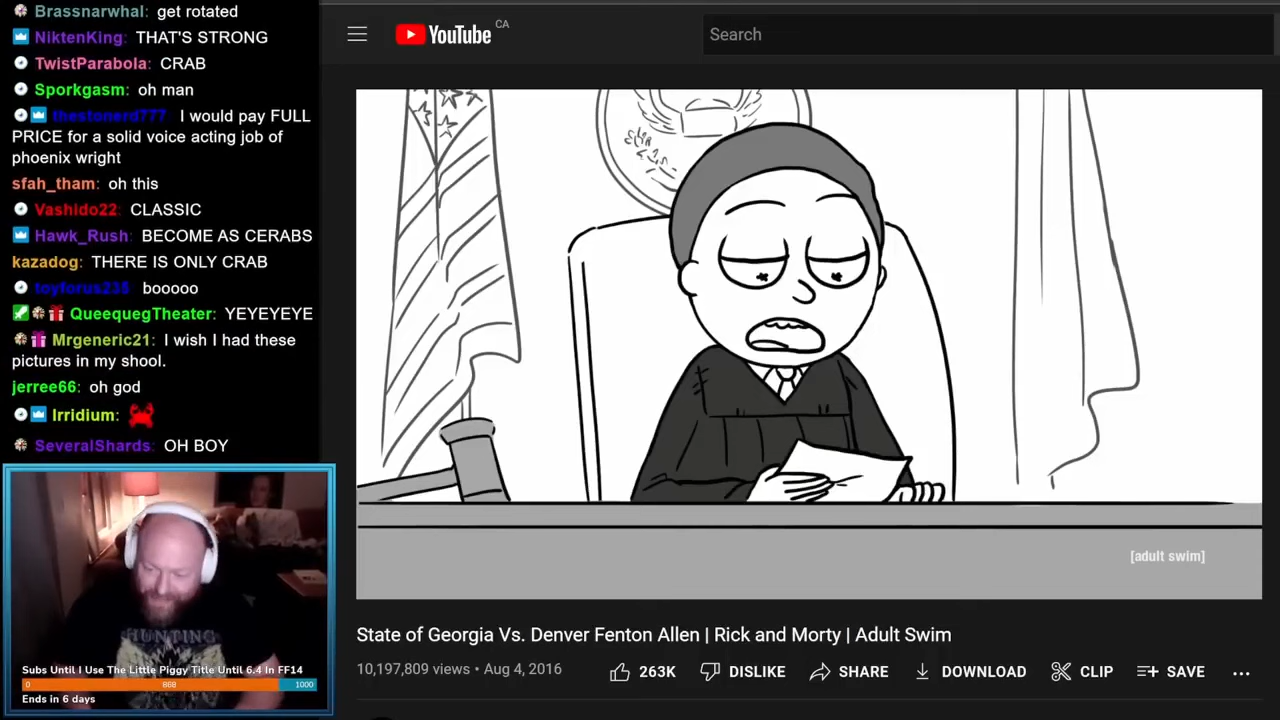 Brassnarwhal: get rotated
NiktenKing: THAT'S STRONG
TwistParabola: CRAB
Sporkgasm: oh man
thestonerd777 I would pay FULL
PRICE for a solid voice acting job of
phoenix wright
sfah_tham: oh this
Vashido22: CLASSIC
Hawk_Rush: BECOME AS CERABS
kazadog: THERE IS ONLY CRAB
toyforus235 booooo
QueequegTheater: YEYEYEYE
Mrgeneric21: I wish I had these
pictures in my shool.
jerree66: oh god
Irridium:
SeveralShards: OH BOY
HUNTING
Subs Until I Use The Little Piggy Title Until 6.4 In FF14
0 868 1000
Ends in 6 days
YouTube CA
Search
[adult swim]
State of Georgia Vs. Denver Fenton Allen | Rick and Morty | Adult Swim
10,197,809 views • Aug 4, 2016 263K DISLIKE SHARE DOWNLOAD CLIP SAVE ...